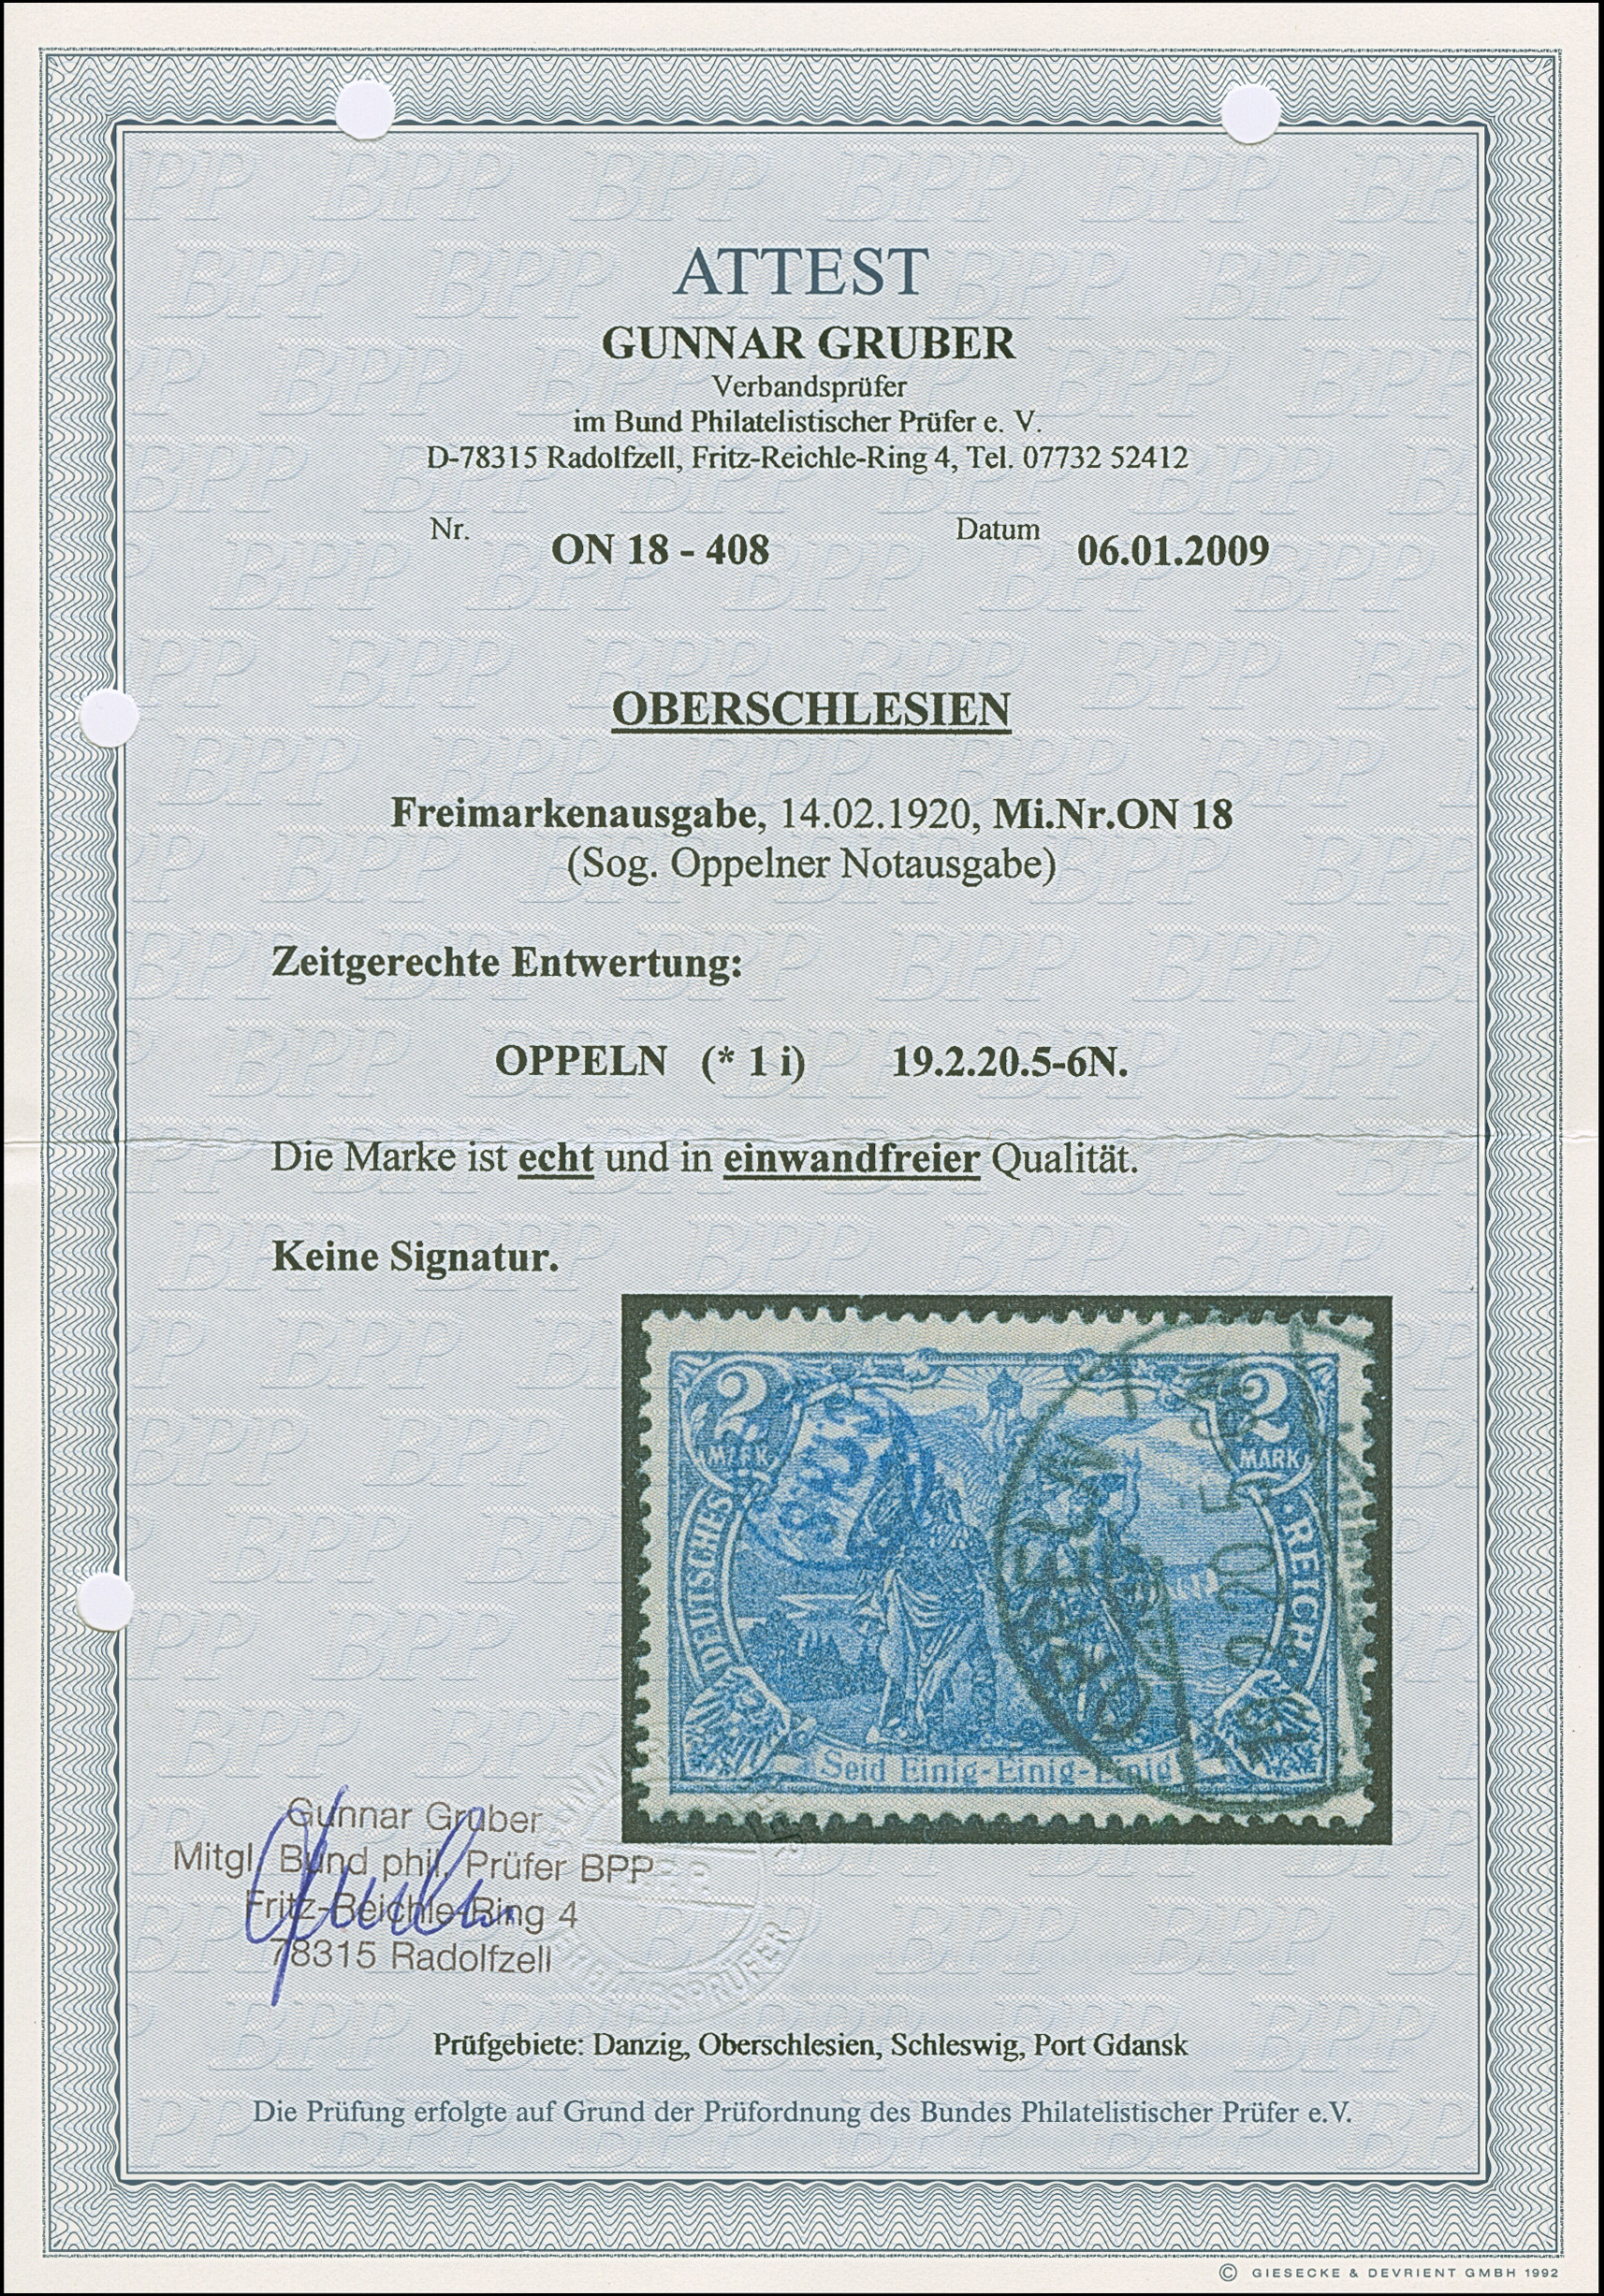 ATTEST
GUNNAR GRUBER
Verbandsprüfer
im Bund Philatelistischer Prüfer e. V.
D-78315 Radolfzell, Fritz-Reichle-Ring 4, Tel. 07732 52412
Nr. ON 18 - 408 Datum 06.01.2009
OBERSCHLESIEN
Freimarkenausgabe, 14.02.1920, Mi.Nr.ON 18
(Sog. Oppelner Notausgabe)
Zeitgerechte Entwertung:
OPPELN (* 1 i) 19.2.20.5-6N.
Die Marke ist echt und in einwandfreier Qualität.
Keine Signatur.
2 MARK
2 MARK
DEUTSCHES
REICH
OPPELN
Seid Einig-Einig-Einig
Gunnar Gruber
Mitgl. Bund phil. Prüfer BPP
Fritz-Reichle-Ring 4
78315 Radolfzell
Prüfgebiete: Danzig, Oberschlesien, Schleswig, Port Gdansk
Die Prüfung erfolgte auf Grund der Prüfordnung des Bundes Philatelistischer Prüfer e.V.
© GIESECKE & DEVRIENT GMBH 1992